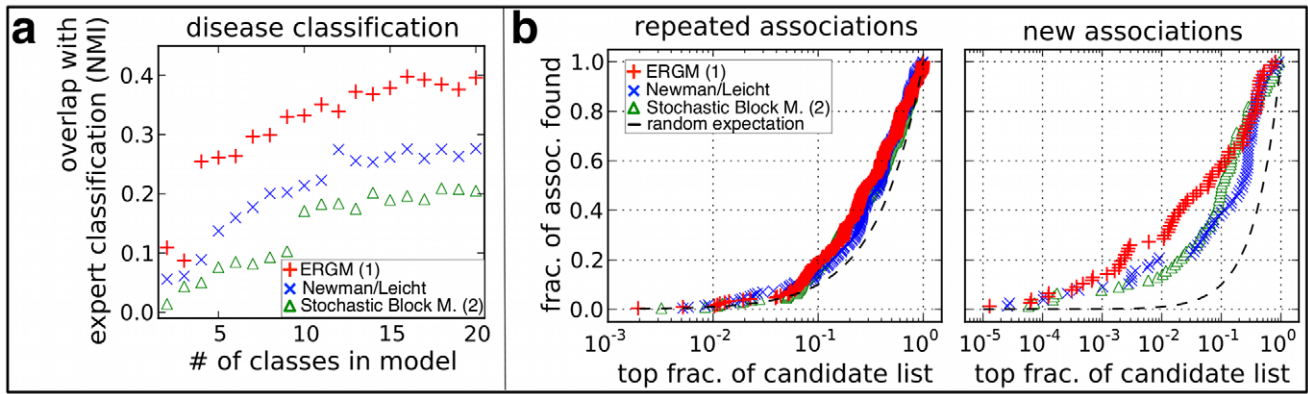 a
disease classification
overlap with
expert classification (NMI)
0.4
0.3
0.2
0.1
0.0
ERGM (1)
Newman/Leicht
Stochastic Block M. (2)
5
10
15
20
# of classes in model
b
repeated associations
frac. of assoc. found
1.0
0.8
0.6
0.4
0.2
0.0
ERGM (1)
Newman/Leicht
Stochastic Block M. (2)
random expectation
10⁻³
10⁻²
10⁻¹
10⁰
top frac. of candidate list
new associations
10⁻⁵
10⁻⁴
10⁻³
10⁻²
10⁻¹
10⁰
top frac. of candidate list